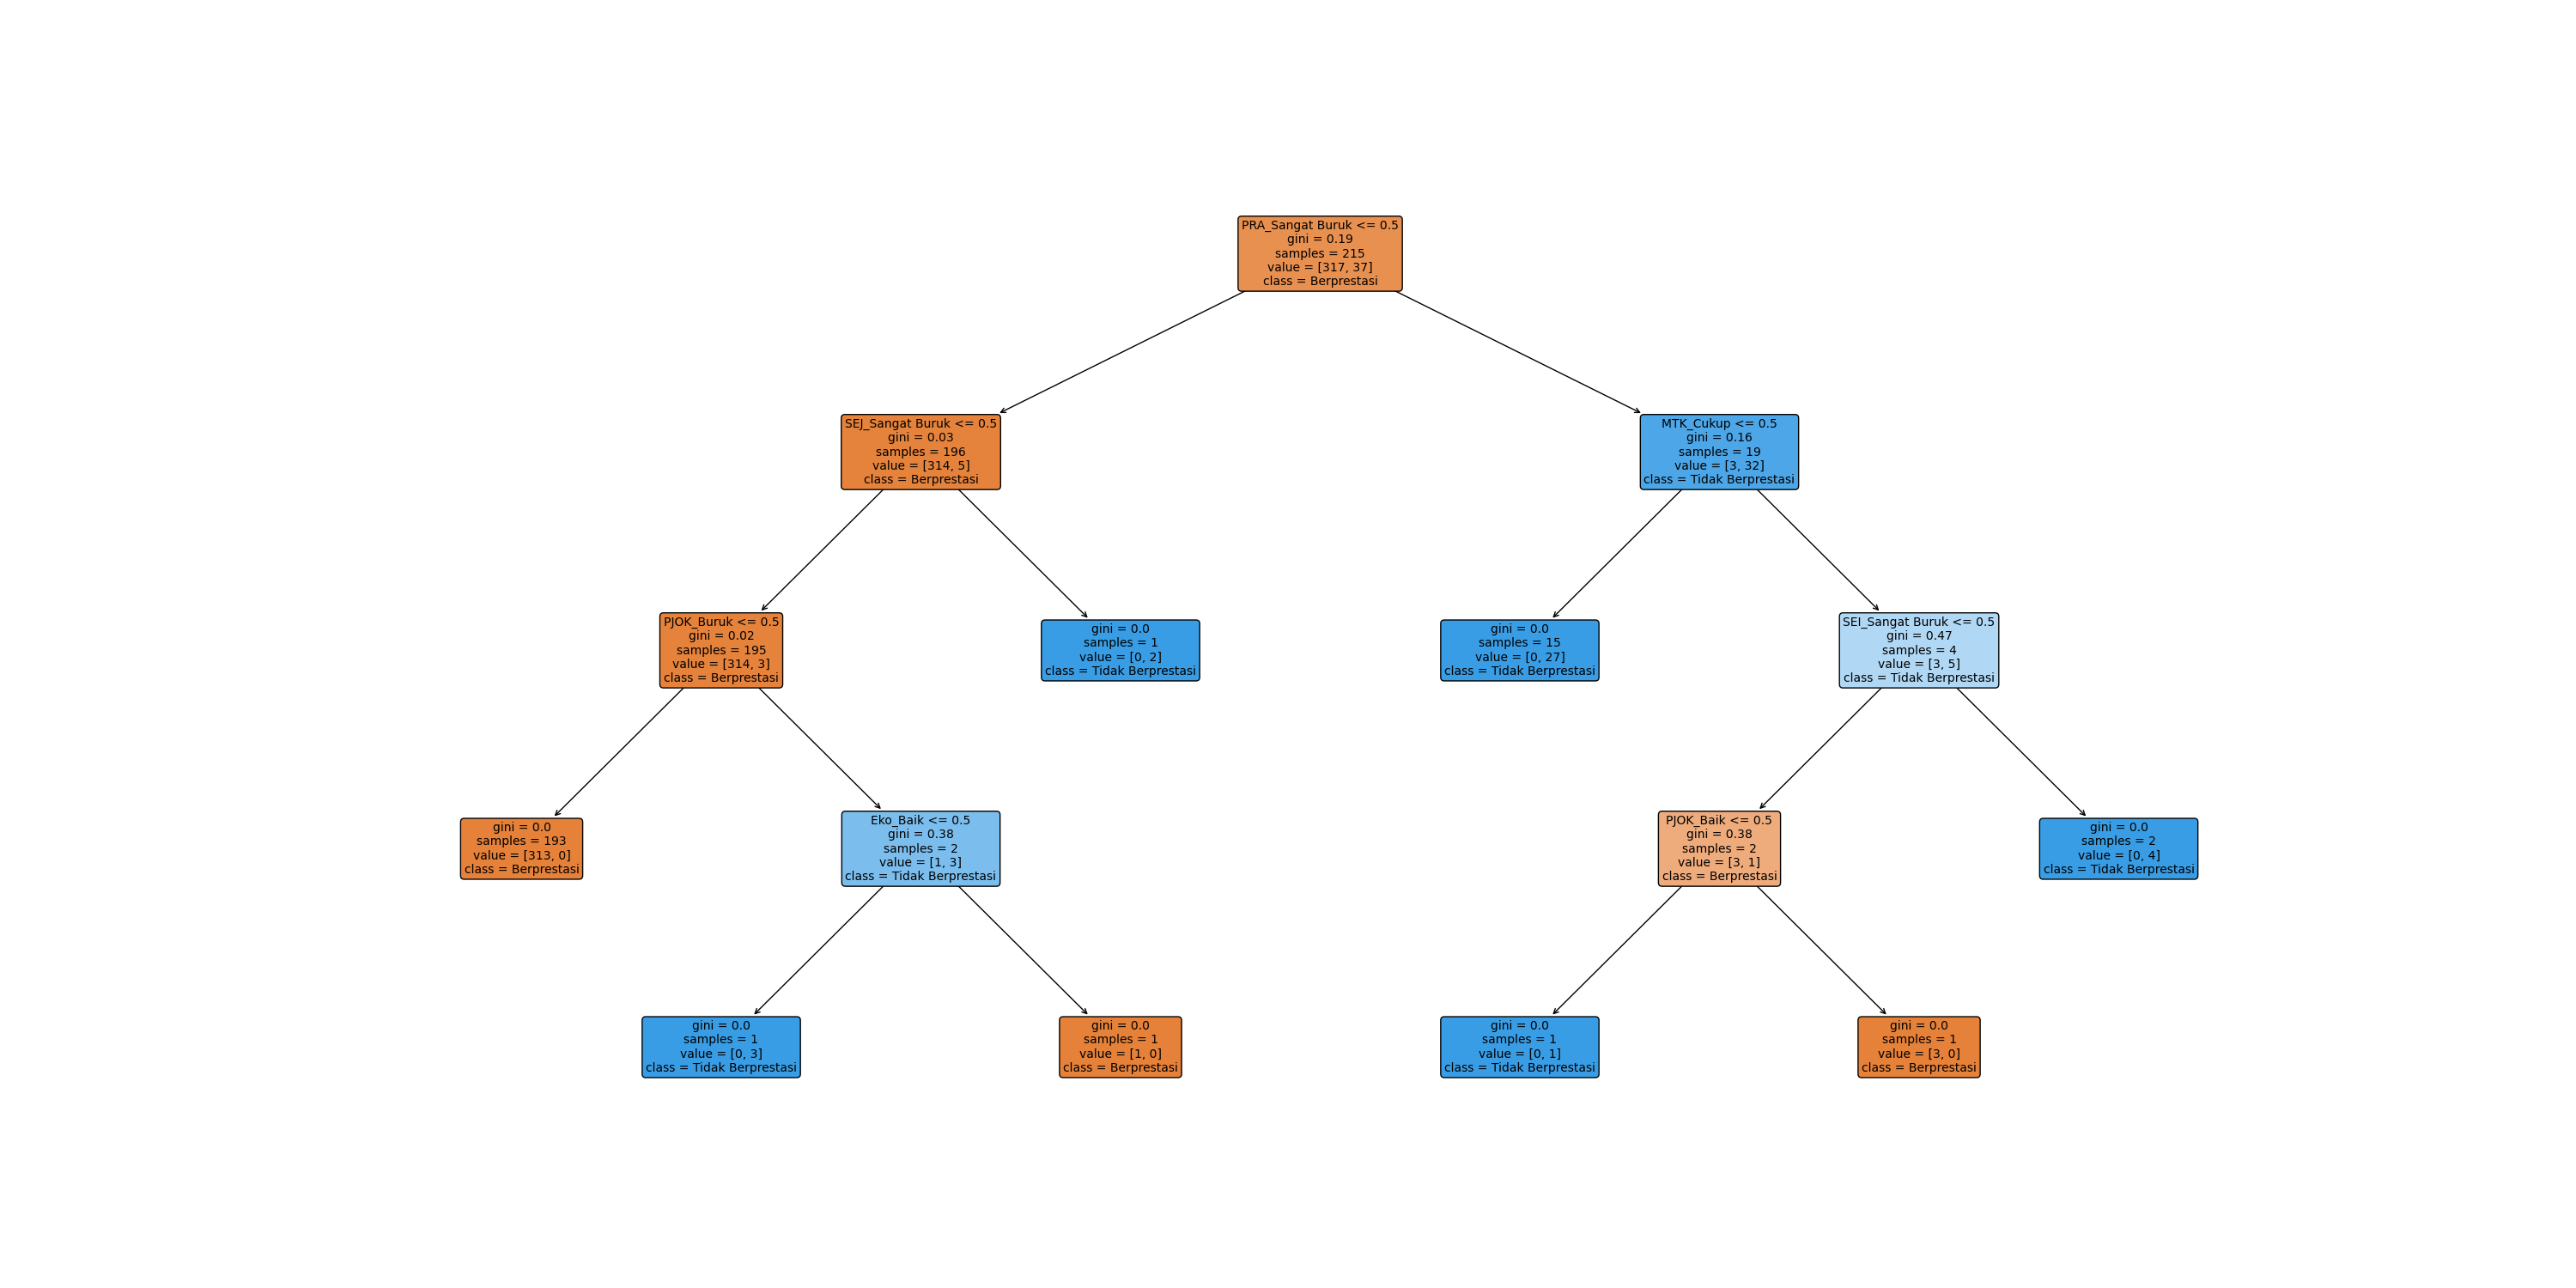 PRA_Sangat Buruk <= 0.5
gini = 0.19
samples = 215
value = [317, 37]
class = Berprestasi
SEJ_Sangat Buruk <= 0.5
gini = 0.03
samples = 196
value = [314, 5]
class = Berprestasi
MTK_Cukup <= 0.5
gini = 0.16
samples = 19
value = [3, 32]
class = Tidak Berprestasi
PJOK_Buruk <= 0.5
gini = 0.02
samples = 195
value = [314, 3]
class = Berprestasi
gini = 0.0
samples = 1
value = [0, 2]
class = Tidak Berprestasi
gini = 0.0
samples = 15
value = [0, 27]
class = Tidak Berprestasi
SEI_Sangat Buruk <= 0.5
gini = 0.47
samples = 4
value = [3, 5]
class = Tidak Berprestasi
gini = 0.0
samples = 193
value = [313, 0]
class = Berprestasi
Eko_Baik <= 0.5
gini = 0.38
samples = 2
value = [1, 3]
class = Tidak Berprestasi
PJOK_Baik <= 0.5
gini = 0.38
samples = 2
value = [3, 1]
class = Berprestasi
gini = 0.0
samples = 2
value = [0, 4]
class = Tidak Berprestasi
gini = 0.0
samples = 1
value = [0, 3]
class = Tidak Berprestasi
gini = 0.0
samples = 1
value = [1, 0]
class = Berprestasi
gini = 0.0
samples = 1
value = [0, 1]
class = Tidak Berprestasi
gini = 0.0
samples = 1
value = [3, 0]
class = Berprestasi